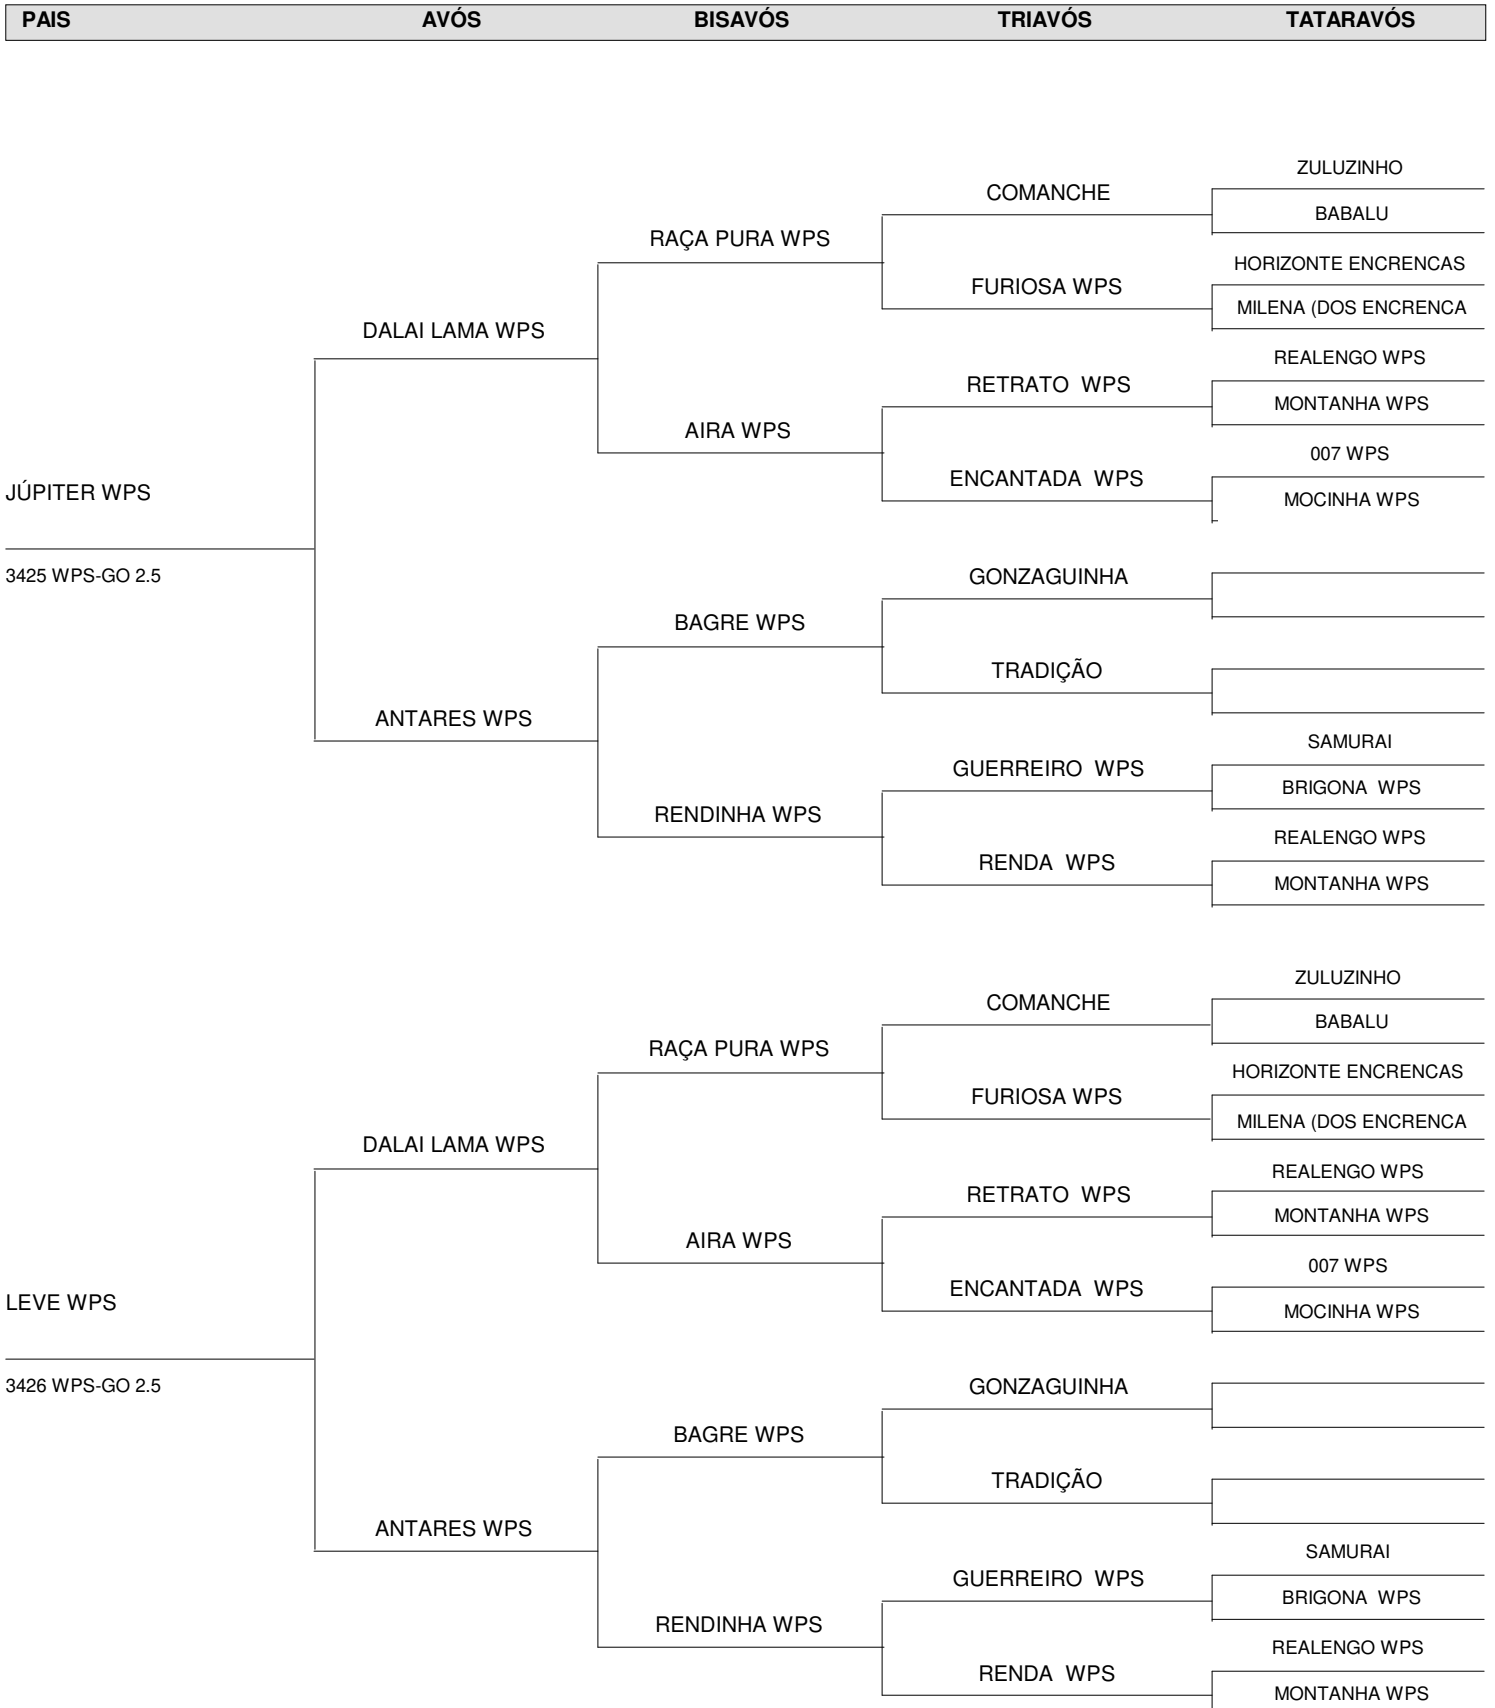 PAIS AVÓS BISAVÓS TRIAVÓS TATARAVÓS
ZULUZINHO
COMANCHE
BABALU
RAÇA PURA WPS
HORIZONTE ENCRENCAS
FURIOSA WPS
MILENA (DOS ENCRENCA
DALAI LAMA WPS
REALENGO WPS
RETRATO WPS
MONTANHA WPS
AIRA WPS
007 WPS
ENCANTADA WPS
JÚPITER WPS
MOCINHA WPS
3425 WPS-GO 2.5
GONZAGUINHA
BAGRE WPS
TRADIÇÃO
ANTARES WPS
SAMURAI
GUERREIRO WPS
BRIGONA WPS
RENDINHA WPS
REALENGO WPS
RENDA WPS
MONTANHA WPS
ZULUZINHO
COMANCHE
BABALU
RAÇA PURA WPS
HORIZONTE ENCRENCAS
FURIOSA WPS
MILENA (DOS ENCRENCA
DALAI LAMA WPS
REALENGO WPS
RETRATO WPS
MONTANHA WPS
AIRA WPS
007 WPS
ENCANTADA WPS
LEVE WPS
MOCINHA WPS
3426 WPS-GO 2.5
GONZAGUINHA
BAGRE WPS
TRADIÇÃO
ANTARES WPS
SAMURAI
GUERREIRO WPS
BRIGONA WPS
RENDINHA WPS
REALENGO WPS
RENDA WPS
MONTANHA WPS